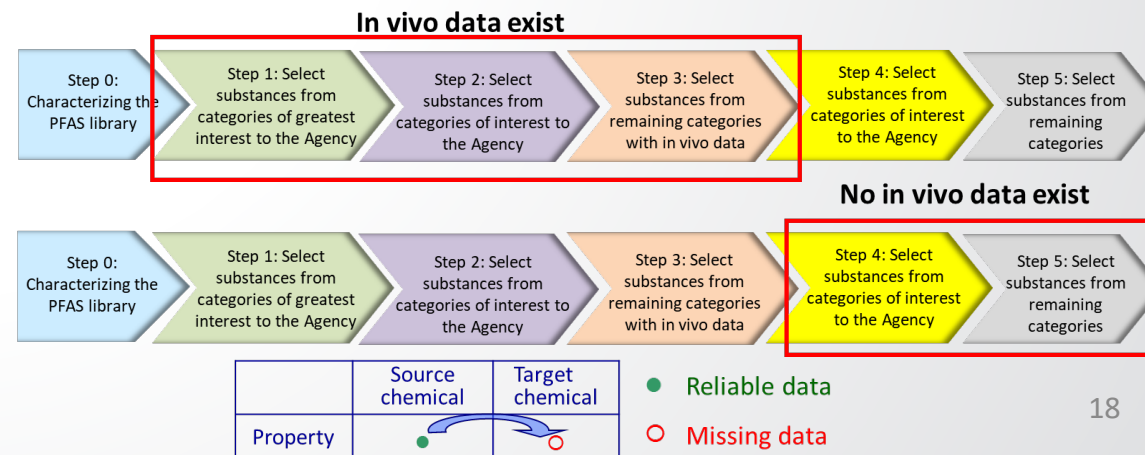 In vivo data exist
Step 0:
Characterizing the
PFAS library
Step 1: Select
substances from
categories of greatest
interest to the Agency
Step 2: Select
substances from
categories of interest to
the Agency
Step 3: Select
substances from
remaining categories
with in vivo data
Step 4: Select
substances from
categories of interest
to the Agency
Step 5: Select
substances from
remaining
categories
No in vivo data exist
Step 0:
Characterizing the
PFAS library
Step 1: Select
substances from
categories of greatest
interest to the Agency
Step 2: Select
substances from
categories of interest to
the Agency
Step 3: Select
substances from
remaining categories
with in vivo data
Step 4: Select
substances from
categories of interest
to the Agency
Step 5: Select
substances from
remaining
categories
Source
chemical
Target
chemical
Property
Reliable data
Missing data
18